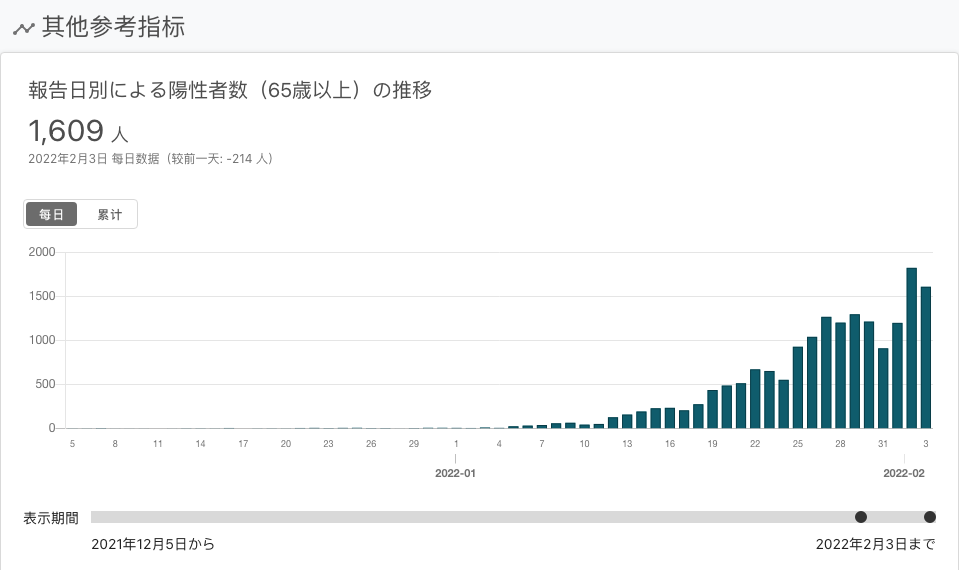 其他参考指标
報告日別による陽性者数（65歳以上）の推移
1,609 人
2022年2月3日 每日数据（较前一天: -214 人）
每日 累计
2000
1500
1000
500
0
5 8 11 14 17 20 23 26 29 1 4 7 10 13 16 19 22 25 28 31 3
2022-01 2022-02
表示期間
2021年12月5日から 2022年2月3日まで